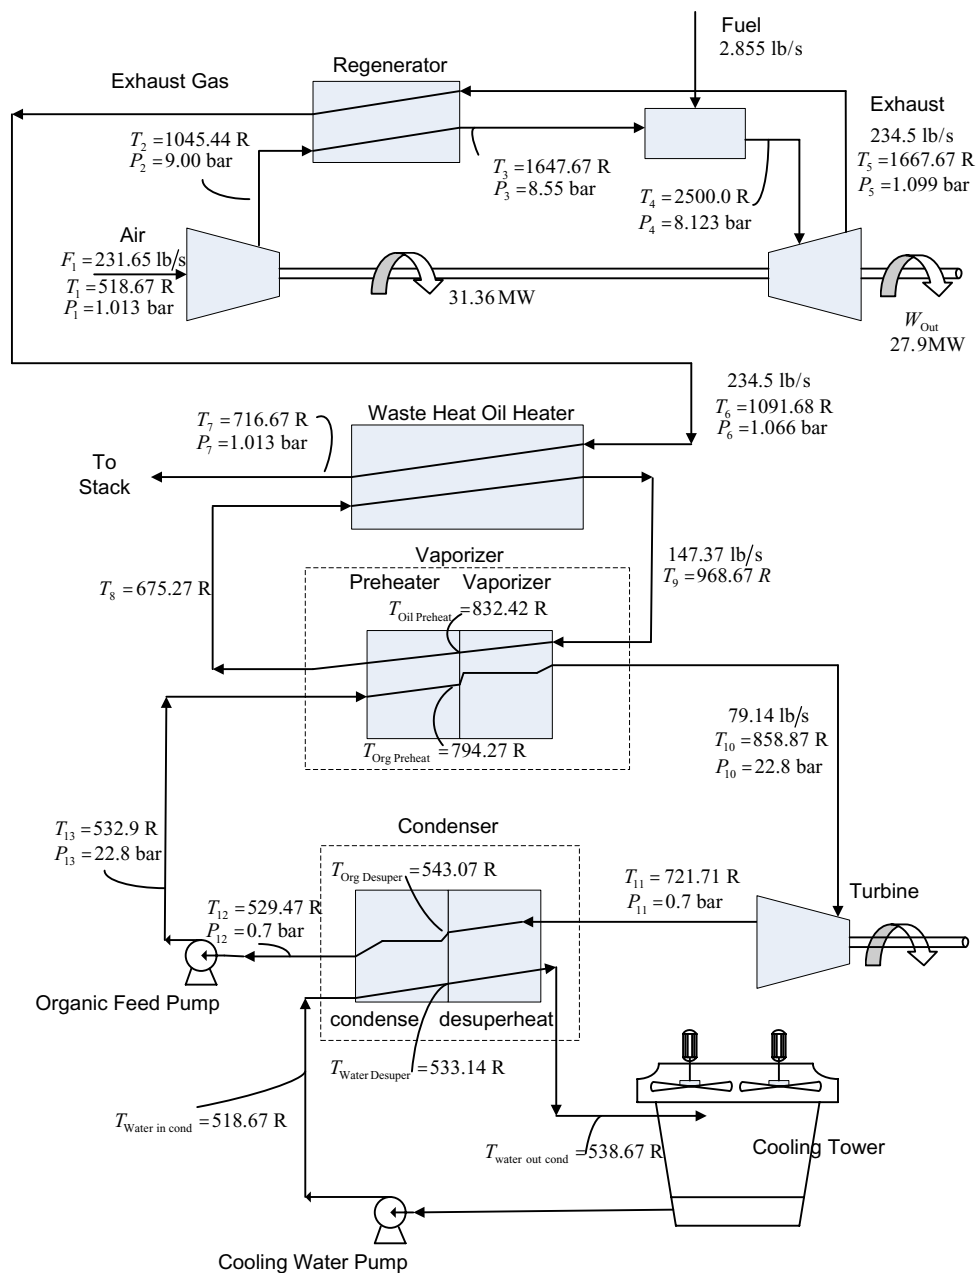 Fuel
2.855 lb/s
Regenerator
Exhaust Gas
Exhaust
234.5 lb/s
T5 = 1667.67 R
P5 = 1.099 bar
T2 = 1045.44 R
P2 = 9.00 bar
T3 = 1647.67 R
P3 = 8.55 bar
T4 = 2500.0 R
P4 = 8.123 bar
Air
F1 = 231.65 lb/s
T1 = 518.67 R
P1 = 1.013 bar
31.36 MW
WOut
27.9MW
234.5 lb/s
T6 = 1091.68 R
P6 = 1.066 bar
T7 = 716.67 R
P7 = 1.013 bar
Waste Heat Oil Heater
To
Stack
147.37 lb/s
T9 = 968.67 R
T8 = 675.27 R
Vaporizer
Preheater Vaporizer
TOil Preheat = 832.42 R
TOrg Preheat = 794.27 R
79.14 lb/s
T10 = 858.87 R
P10 = 22.8 bar
T13 = 532.9 R
P13 = 22.8 bar
Condenser
TOrg Desuper = 543.07 R
T11 = 721.71 R
P11 = 0.7 bar
Turbine
T12 = 529.47 R
P12 = 0.7 bar
Organic Feed Pump
condense desuperheat
TWater Desuper = 533.14 R
TWater in cond = 518.67 R
Twater out cond = 538.67 R
Cooling Tower
Cooling Water Pump